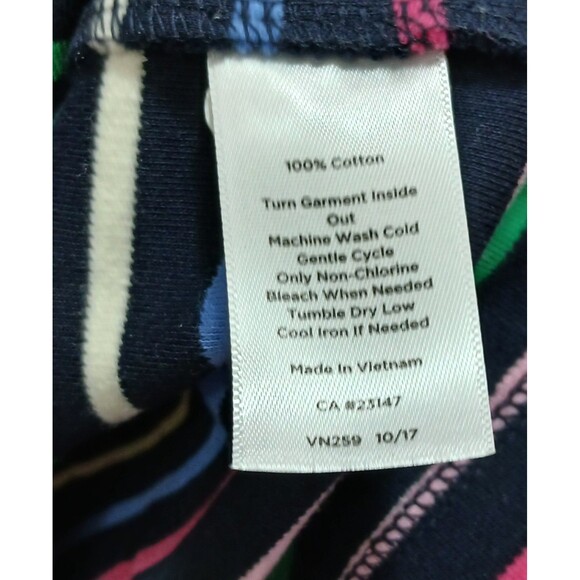 100% Cotton
Turn Garment Inside
Out
Machine Wash Cold
Gentle Cycle
Only Non-Chlorine
Bleach When Needed
Tumble Dry Low
Cool Iron If Needed
Made In Vietnam
CA #23147
VN259 10/17